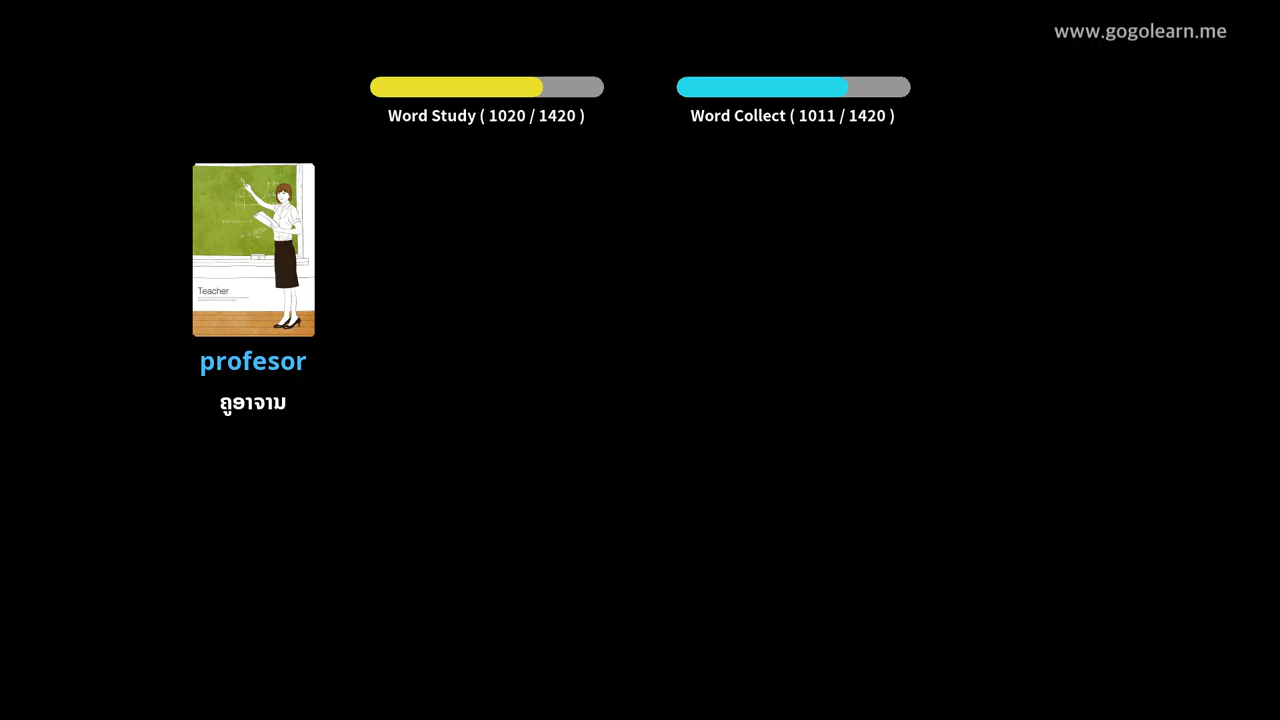 www.gogolearn.me
Word Study ( 1020 / 1420 )
Word Collect ( 1011 / 1420 )
Teacher
profesor
ຄູອາຈານ